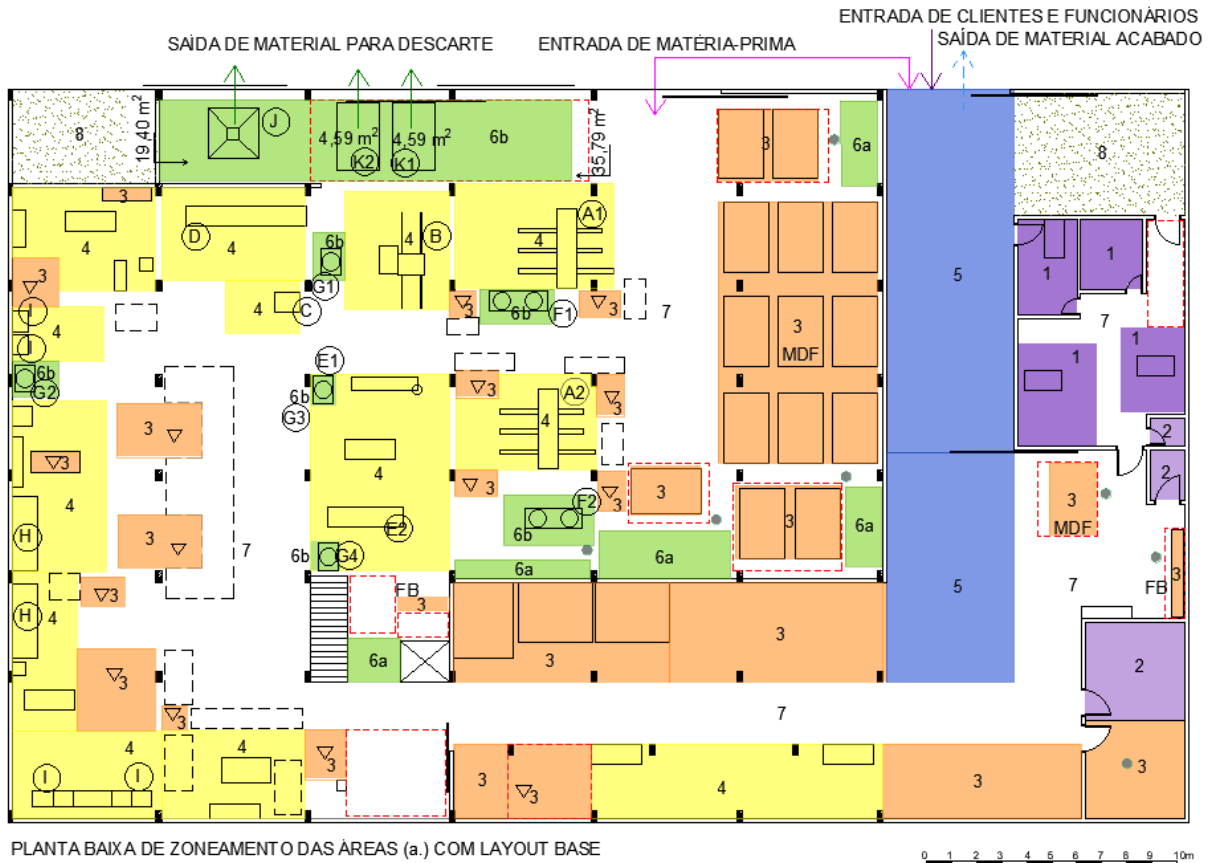 ENTRADA DE CLIENTES E FUNCIONÁRIOS
SAÍDA DE MATERIAL PARA DESCARTE ENTRADA DE MATÉRIA-PRIMA SAÍDA DE MATERIAL ACABADO
8 19,40 m² J 4,59 m² K2 4,59 m² K1 6b 35,79 m² 3 6a 8
3 4 D 4 6b G1 4 B 4 A1
3 4 C 3 6b F1 3 7 3 MDF 5 1 1 7
I 4 I
6b G2 E1 6b G3 3 A2 4 3 1 1
3 2
3 4 4 3 3 3 3 2 3 MDF
H 3 7 E2 F2 6b 6a 6a
6b G4 6a 7
3 FB 3 5 FB 3
H 4 6a 3 3 2
3
3 7
4 4 3 3 3 4 3 3
I I
PLANTA BAIXA DE ZONEAMENTO DAS ÁREAS (a.) COM LAYOUT BASE
0 1 2 3 4 5 6 7 8 9 10m